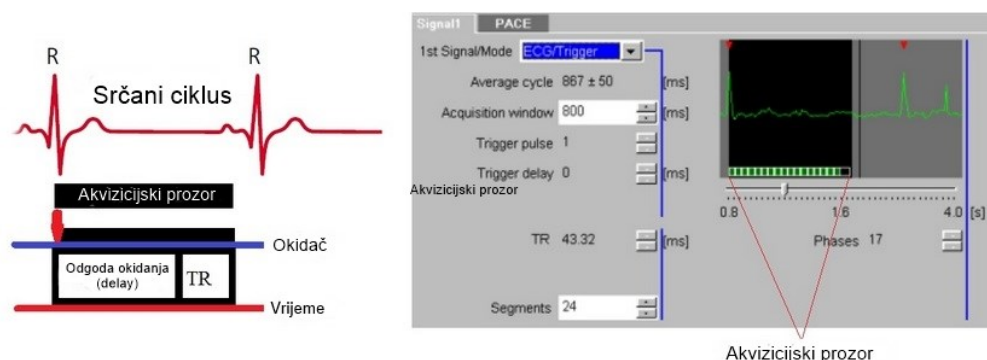 R
R
Srčani ciklus
Akvizicijski prozor
Okidač
Odgoda okidanja
(delay)
TR
Vrijeme
Signal1
PACE
1st Signal/Mode ECG/Trigger
Average cycle 867 ± 50 [ms]
Acquisition window 800 [ms]
Trigger pulse 1
Trigger delay 0 [ms]
Akvizicijski prozor
0.8 1.6 4.0 [s]
TR 43.32 [ms]
Phases 17
Segments 24
Akvizicijski prozor